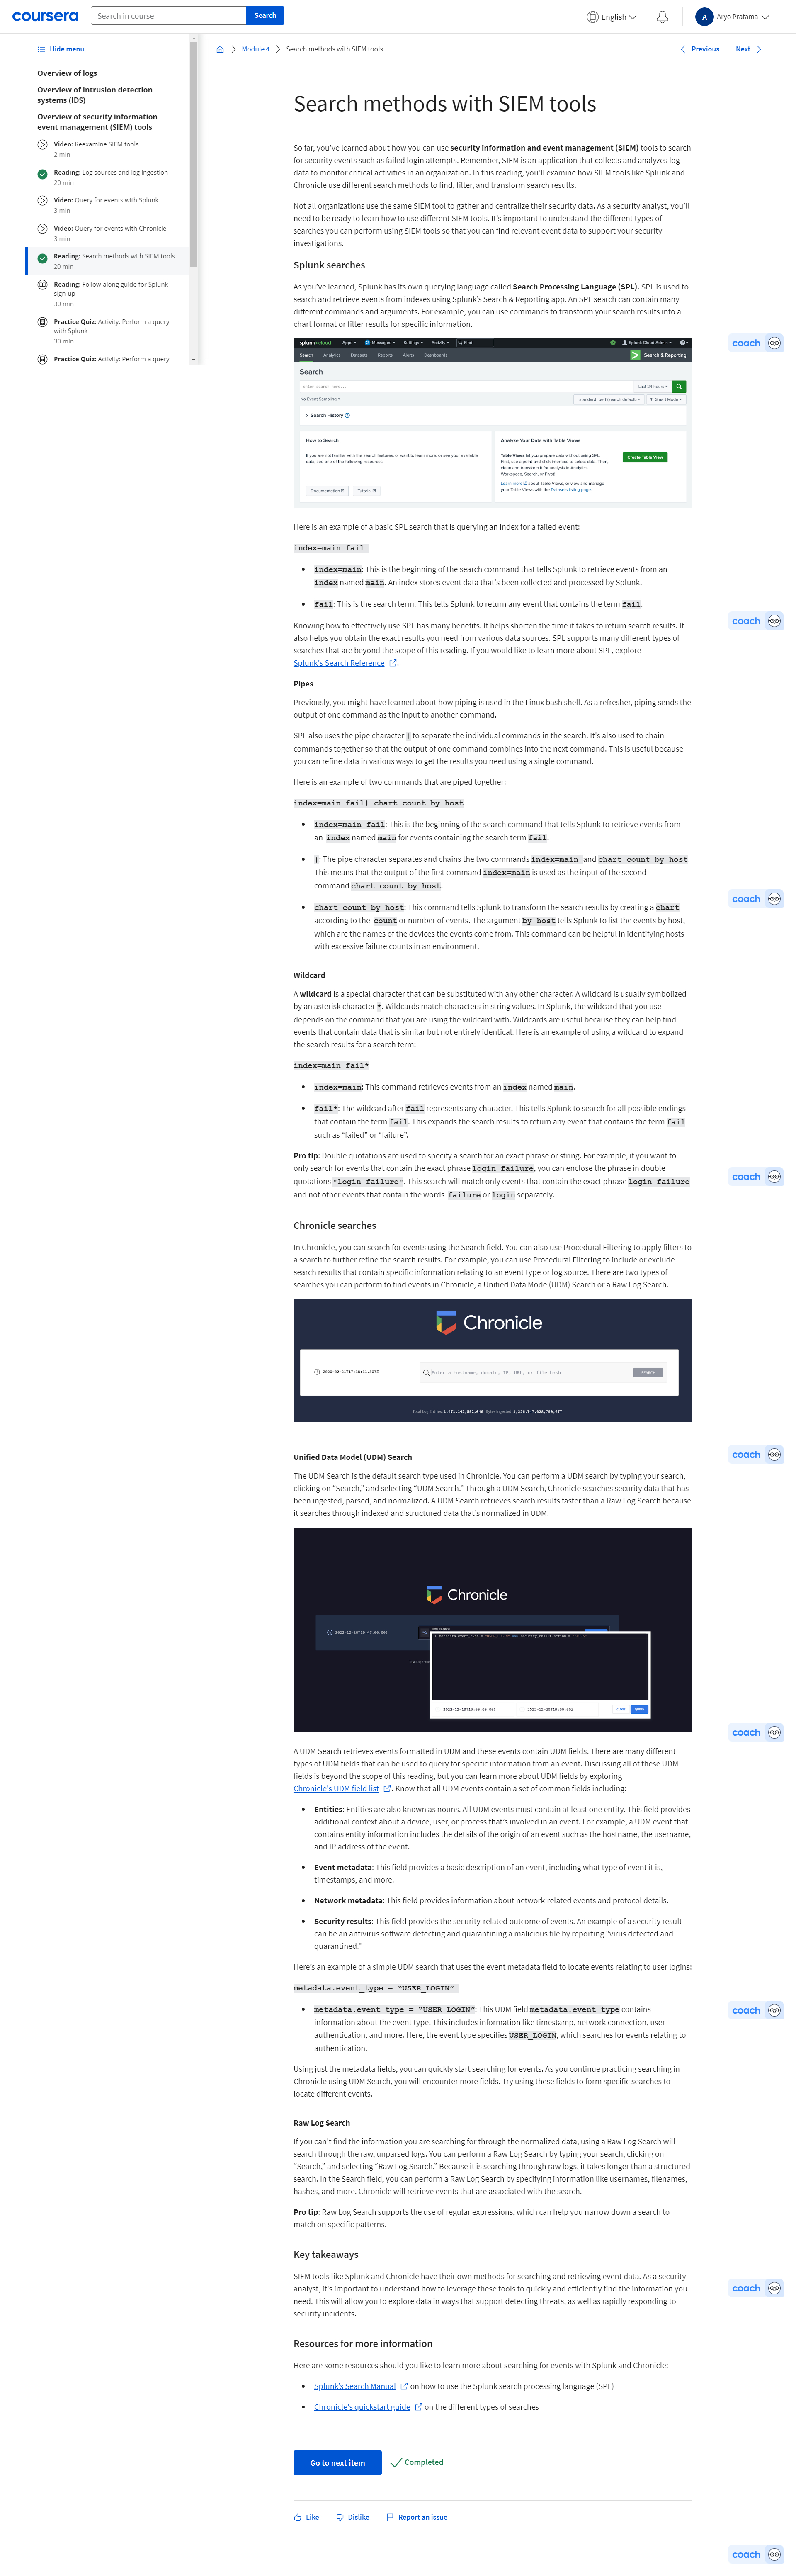 coursera
Search in course
Search
English
A
Aryo Pratama
Hide menu
Overview of logs
Overview of intrusion detection
systems (IDS)
Overview of security information
event management (SIEM) tools
Video: Reexamine SIEM tools
2 min
Reading: Log sources and log ingestion
20 min
Video: Query for events with Splunk
3 min
Video: Query for events with Chronicle
3 min
Reading: Search methods with SIEM tools
20 min
Reading: Follow-along guide for Splunk
sign-up
30 min
Practice Quiz: Activity: Perform a query
with Splunk
30 min
Practice Quiz: Activity: Perform a query
Module 4
Search methods with SIEM tools
Previous
Next
Search methods with SIEM tools
So far, you've learned about how you can use security information and event management (SIEM) tools to search
for security events such as failed login attempts. Remember, SIEM is an application that collects and analyzes log
data to monitor critical activities in an organization. In this reading, you'll examine how SIEM tools like Splunk and
Chronicle use different search methods to find, filter, and transform search results.
Not all organizations use the same SIEM tool to gather and centralize their security data. As a security analyst, you'll
need to be ready to learn how to use different SIEM tools. It's important to understand the different types of
searches you can perform using SIEM tools so that you can find relevant event data to support your security
investigations.
Splunk searches
As you've learned, Splunk has its own querying language called Search Processing Language (SPL). SPL is used to
search and retrieve events from indexes using Splunk's Search & Reporting app. An SPL search can contain many
different commands and arguments. For example, you can use commands to transform your search results into a
chart format or filter results for specific information.
splunk>cloud
Apps
2 Messages
Settings
Activity
Find
Splunk Cloud Admin
Search
Analytics
Datasets
Reports
Alerts
Dashboards
Search & Reporting
Search
enter search here...
Last 24 hours
No Event Sampling
standard_perf (search default)
Smart Mode
Search History
How to Search
If you are not familiar with the search features, or want to learn more, or see your available
data, see one of the following resources.
Documentation
Tutorial
Analyze Your Data with Table Views
Table Views let you prepare data without using SPL.
First, use a point-and-click interface to select data. Then,
clean and transform it for analysis in Analytics
Workspace, Search, or Pivot!
Learn more about Table Views, or view and manage
your Table Views with the Datasets listing page.
Create Table View
Here is an example of a basic SPL search that is querying an index for a failed event:
index=main fail
• index=main: This is the beginning of the search command that tells Splunk to retrieve events from an
index named main. An index stores event data that's been collected and processed by Splunk.
• fail: This is the search term. This tells Splunk to return any event that contains the term fail.
Knowing how to effectively use SPL has many benefits. It helps shorten the time it takes to return search results. It
also helps you obtain the exact results you need from various data sources. SPL supports many different types of
searches that are beyond the scope of this reading. If you would like to learn more about SPL, explore
Splunk's Search Reference.
Pipes
Previously, you might have learned about how piping is used in the Linux bash shell. As a refresher, piping sends the
output of one command as the input to another command.
SPL also uses the pipe character | to separate the individual commands in the search. It's also used to chain
commands together so that the output of one command combines into the next command. This is useful because
you can refine data in various ways to get the results you need using a single command.
Here is an example of two commands that are piped together:
index=main fail| chart count by host
• index=main fail: This is the beginning of the search command that tells Splunk to retrieve events from
an index named main for events containing the search term fail.
• |: The pipe character separates and chains the two commands index=main and chart count by host.
This means that the output of the first command index=main is used as the input of the second
command chart count by host.
• chart count by host: This command tells Splunk to transform the search results by creating a chart
according to the count or number of events. The argument by host tells Splunk to list the events by host,
which are the names of the devices the events come from. This command can be helpful in identifying hosts
with excessive failure counts in an environment.
Wildcard
A wildcard is a special character that can be substituted with any other character. A wildcard is usually symbolized
by an asterisk character *. Wildcards match characters in string values. In Splunk, the wildcard that you use
depends on the command that you are using the wildcard with. Wildcards are useful because they can help find
events that contain data that is similar but not entirely identical. Here is an example of using a wildcard to expand
the search results for a search term:
index=main fail*
• index=main: This command retrieves events from an index named main.
• fail*: The wildcard after fail represents any character. This tells Splunk to search for all possible endings
that contain the term fail. This expands the search results to return any event that contains the term fail
such as “failed” or “failure”.
Pro tip: Double quotations are used to specify a search for an exact phrase or string. For example, if you want to
only search for events that contain the exact phrase login failure, you can enclose the phrase in double
quotations "login failure". This search will match only events that contain the exact phrase login failure
and not other events that contain the words failure or login separately.
Chronicle searches
In Chronicle, you can search for events using the Search field. You can also use Procedural Filtering to apply filters
to a search to further refine the search results. For example, you can use Procedural Filtering to include or exclude
search results that contain specific information relating to an event type or log source. There are two types of
searches you can perform to find events in Chronicle, a Unified Data Model (UDM) Search or a Raw Log Search.
Chronicle
Enter a hostname, domain, IP, URL, or file hash
SEARCH
Unified Data Model (UDM) Search
The UDM Search is the default search type used in Chronicle. You can perform a UDM search by typing your search,
clicking on “Search,” and selecting “UDM Search.” Through a UDM Search, Chronicle searches security data that has
been ingested, parsed, and normalized. A UDM Search retrieves search results faster than a Raw Log Search because
it searches through indexed and structured data that's normalized in UDM.
Chronicle
A UDM Search retrieves events formatted in UDM and these events contain UDM fields. There are many different
types of UDM fields that can be used to query for specific information from an event. Discussing all of these UDM
fields is beyond the scope of this reading, but you can learn more about UDM fields by exploring
Chronicle's UDM field list. Know that all UDM events contain a set of common fields including:
• Entities: Entities are also known as nouns. All UDM events must contain at least one entity. This field provides
additional context about a device, user, or process that's involved in an event. For example, a UDM event that
contains entity information includes the details of the origin of an event such as the hostname, the username,
and IP address of the event.
• Event metadata: This field provides a basic description of an event, including what type of event it is,
timestamps, and more.
• Network metadata: This field provides information about network-related events and protocol details.
• Security results: This field provides the security-related outcome of events. An example of a security result
can be an antivirus software detecting and quarantining a malicious file by reporting "virus detected and
quarantined."
Here's an example of a simple UDM search that uses the event metadata field to locate events relating to user logins:
metadata.event_type = “USER_LOGIN”
• metadata.event_type = “USER_LOGIN”: This UDM field metadata.event_type contains
information about the event type. This includes information like timestamp, network connection, user
authentication, and more. Here, the event type specifies USER_LOGIN, which searches for events relating to
authentication.
Using just the metadata fields, you can quickly start searching for events. As you continue practicing searching in
Chronicle using UDM Search, you will encounter more fields. Try using these fields to form specific searches to
locate different events.
Raw Log Search
If you can't find the information you are searching for through the normalized data, using a Raw Log Search will
search through the raw, unparsed logs. You can perform a Raw Log Search by typing your search, clicking on
“Search,” and selecting “Raw Log Search.” Because it is searching through raw logs, it takes longer than a structured
search. In the Search field, you can perform a Raw Log Search by specifying information like usernames, filenames,
hashes, and more. Chronicle will retrieve events that are associated with the search.
Pro tip: Raw Log Search supports the use of regular expressions, which can help you narrow down a search to
match on specific patterns.
Key takeaways
SIEM tools like Splunk and Chronicle have their own methods for searching and retrieving event data. As a security
analyst, it's important to understand how to leverage these tools to quickly and efficiently find the information you
need. This will allow you to explore data in ways that support detecting threats, as well as rapidly responding to
security incidents.
Resources for more information
Here are some resources should you like to learn more about searching for events with Splunk and Chronicle:
• Splunk's Search Manual on how to use the Splunk search processing language (SPL)
• Chronicle's quickstart guide on the different types of searches
Go to next item
Completed
Like
Dislike
Report an issue
coach
coach
coach
coach
coach
coach
coach
coach
coach